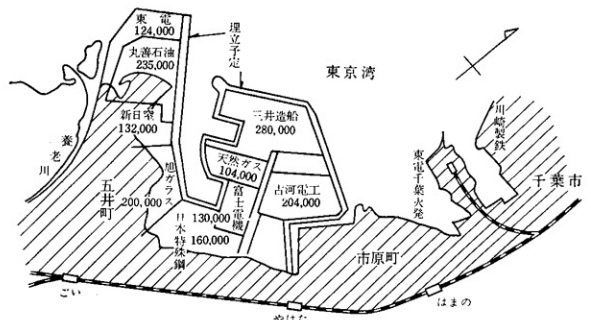 東電
124,000
丸善石油
235,000
埋立予定
東京湾
新日窒
132,000
三井造船
280,000
川崎製鉄
養老川
天然ガス
104,000
東電千葉火発
千葉市
五井町
旭ガラス
200,000
古河電工
204,000
富士電機
130,000
日本特殊鋼
160,000
市原町
ごい
やはた
はまの